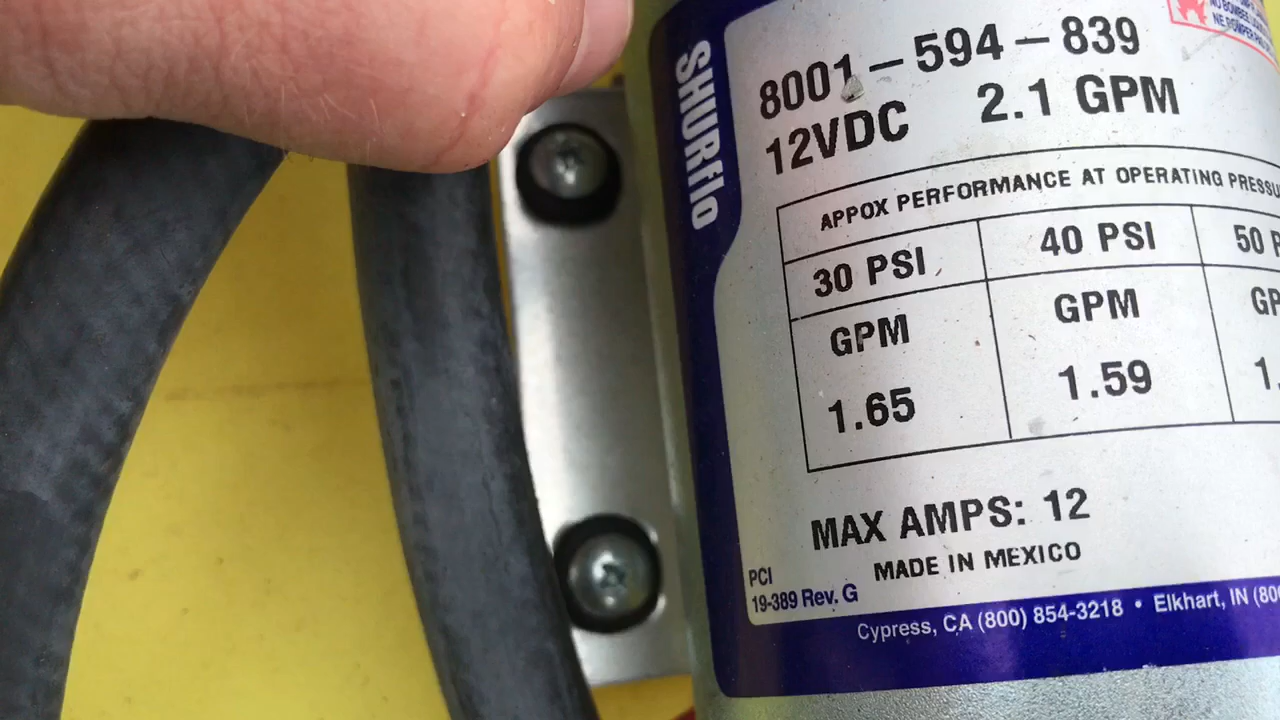 SHURflo
8001-594-839
12VDC 2.1 GPM
APPOX PERFORMANCE AT OPERATING
30 PSI 40 PSI 50
GPM GPM
1.65 1.59
MAX AMPS: 12
MADE IN MEXICO
PCI
19-389 Rev. G
Cypress, CA (800) 854-3218 • Elkhart, IN